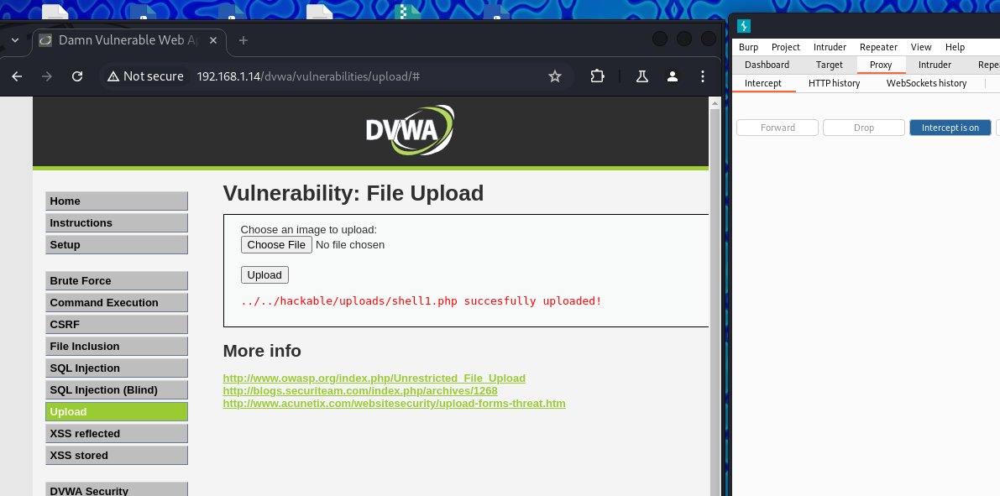 Damn Vulnerable Web A
Not secure
192.168.1.14/dvwa/vulnerabilities/upload/#
DVWA
Home
Instructions
Setup
Brute Force
Command Execution
CSRF
File Inclusion
SQL Injection
SQL Injection (Blind)
Upload
XSS reflected
XSS stored
DVWA Security
Vulnerability: File Upload
Choose an image to upload:
Choose File No file chosen
Upload
../../hackable/uploads/shell1.php succesfully uploaded!
More info
http://www.owasp.org/index.php/Unrestricted_File_Upload
http://blogs.securiteam.com/index.php/archives/1268
http://www.acunetix.com/websitesecurity/upload-forms-threat.htm
Burp Project Intruder Repeater View Help
Dashboard Target Proxy Intruder Repea
Intercept HTTP history WebSockets history
Forward Drop Intercept is on